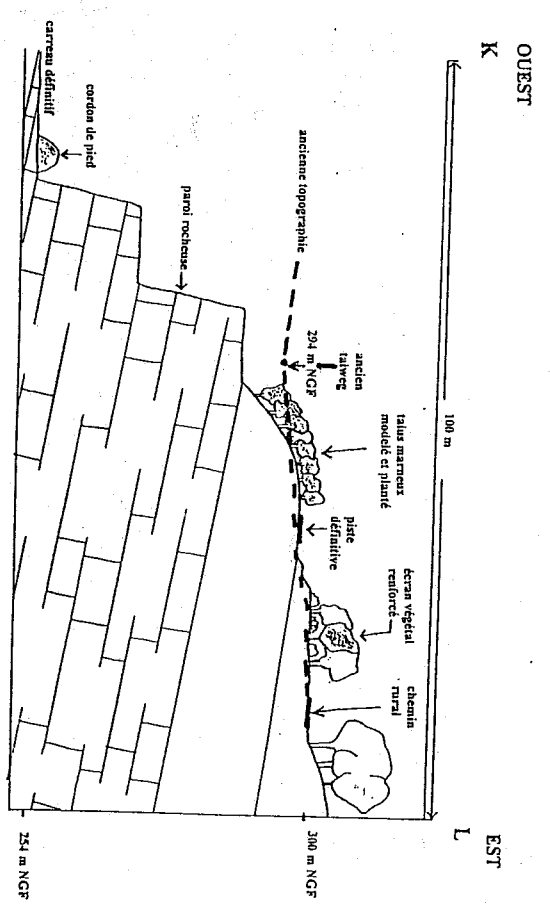 OUEST
K
EST
L
100 m
ancienne topographie
ancien
talweg
294 m NGF
talus marneux
modelé et planté
piste
définitive
écran végétal
renforcé
chemin
rural
300 m NGF
paroi rocheuse
cordon de pied
carreau définitif
254 m NGF